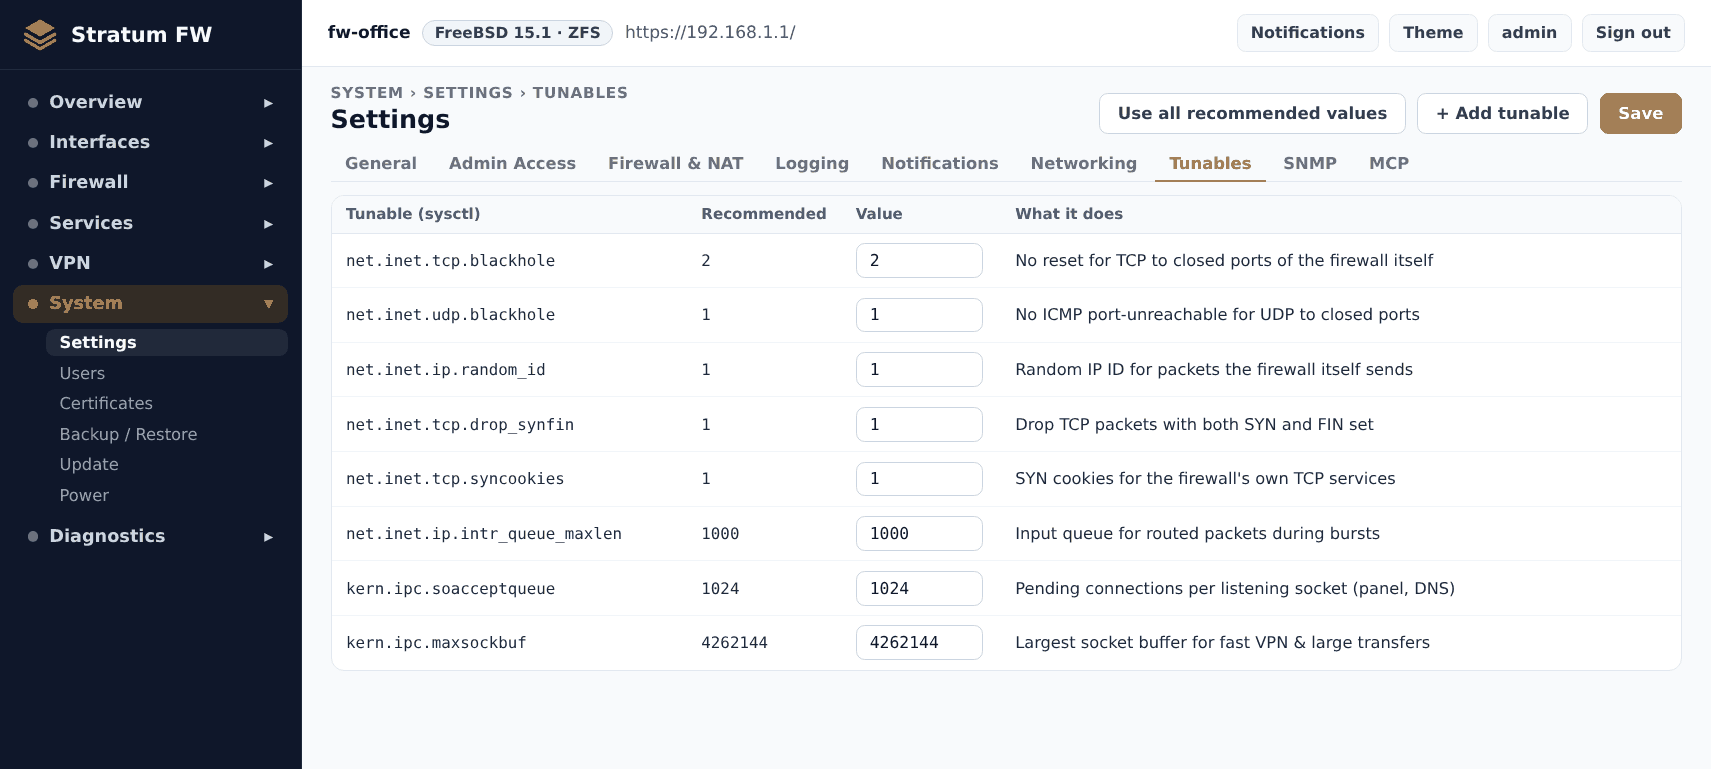 Stratum FW
fw-office FreeBSD 15.1 · ZFS https://192.168.1.1/ Notifications Theme admin Sign out
Overview ▶
Interfaces ▶
Firewall ▶
Services ▶
VPN ▶
System ▼
Settings
Users
Certificates
Backup / Restore
Update
Power
Diagnostics ▶
SYSTEM › SETTINGS › TUNABLES
Settings
Use all recommended values + Add tunable Save
General Admin Access Firewall & NAT Logging Notifications Networking Tunables SNMP MCP
Tunable (sysctl) Recommended Value What it does
net.inet.tcp.blackhole 2 2 No reset for TCP to closed ports of the firewall itself
net.inet.udp.blackhole 1 1 No ICMP port-unreachable for UDP to closed ports
net.inet.ip.random_id 1 1 Random IP ID for packets the firewall itself sends
net.inet.tcp.drop_synfin 1 1 Drop TCP packets with both SYN and FIN set
net.inet.tcp.syncookies 1 1 SYN cookies for the firewall's own TCP services
net.inet.ip.intr_queue_maxlen 1000 1000 Input queue for routed packets during bursts
kern.ipc.soacceptqueue 1024 1024 Pending connections per listening socket (panel, DNS)
kern.ipc.maxsockbuf 4262144 4262144 Largest socket buffer for fast VPN & large transfers